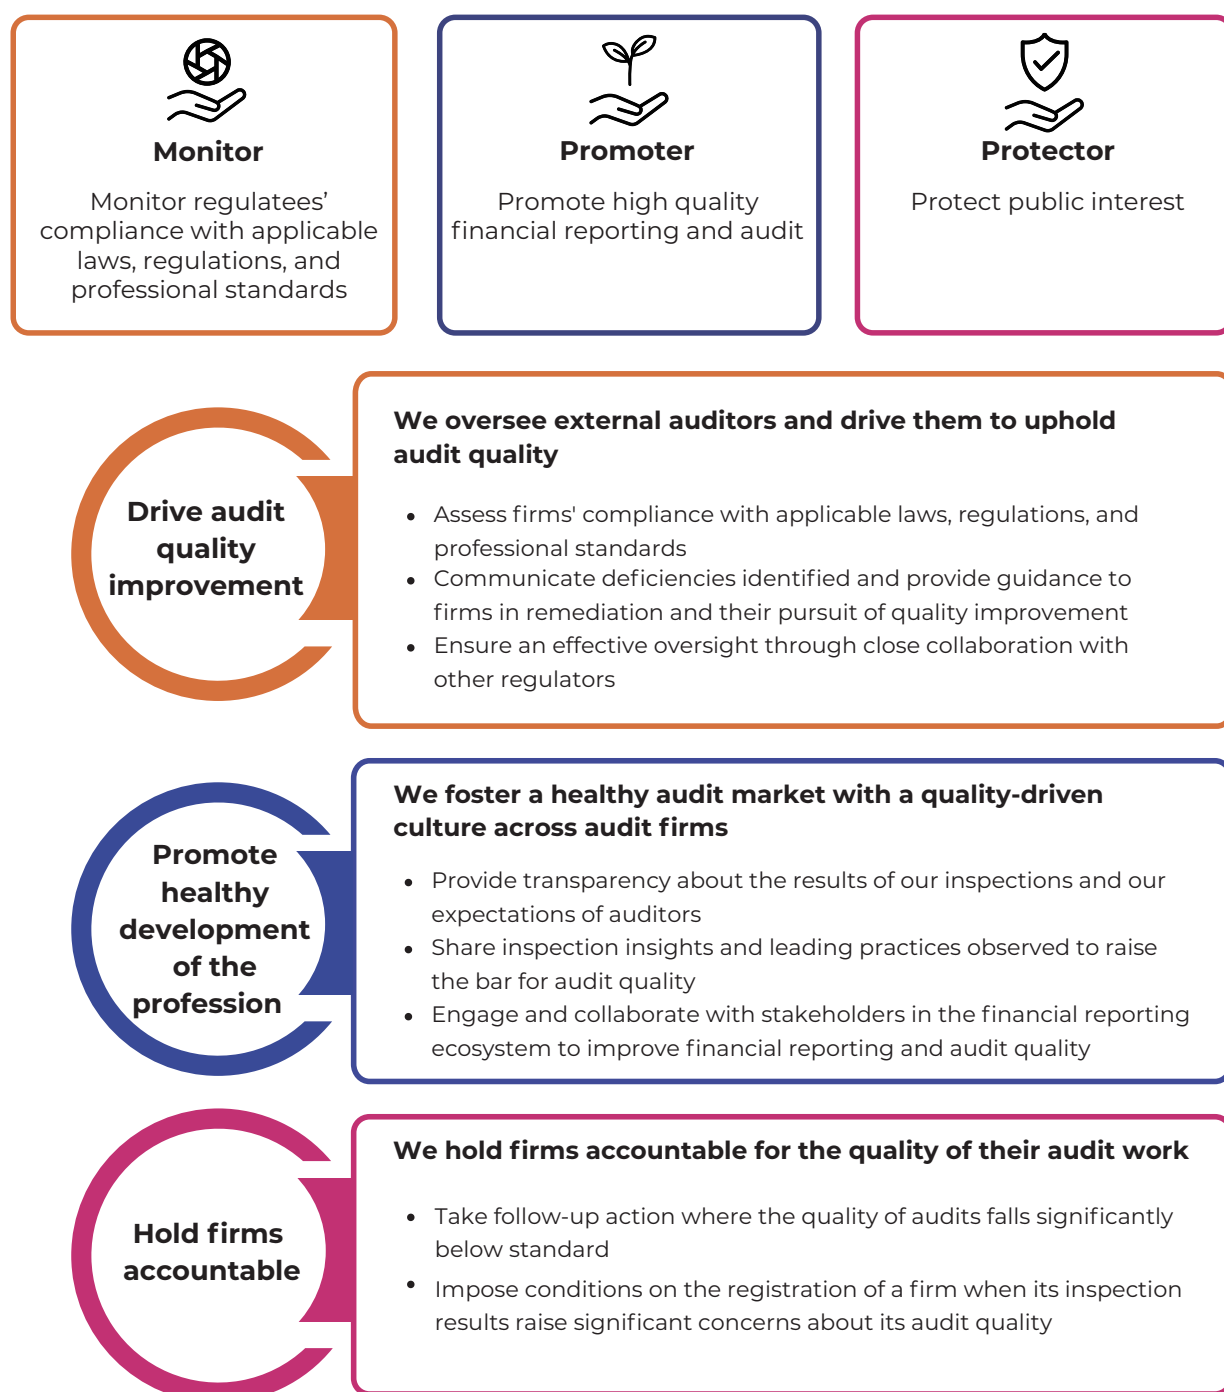 Monitor
Monitor regulatees’
compliance with applicable
laws, regulations, and
professional standards
Promoter
Promote high quality
financial reporting and audit
Protector
Protect public interest
Drive audit
quality
improvement
We oversee external auditors and drive them to uphold
audit quality
• Assess firms' compliance with applicable laws, regulations, and
professional standards
• Communicate deficiencies identified and provide guidance to
firms in remediation and their pursuit of quality improvement
• Ensure an effective oversight through close collaboration with
other regulators
Promote
healthy
development
of the
profession
We foster a healthy audit market with a quality-driven
culture across audit firms
• Provide transparency about the results of our inspections and our
expectations of auditors
• Share inspection insights and leading practices observed to raise
the bar for audit quality
• Engage and collaborate with stakeholders in the financial reporting
ecosystem to improve financial reporting and audit quality
Hold firms
accountable
We hold firms accountable for the quality of their audit work
• Take follow-up action where the quality of audits falls significantly
below standard
• Impose conditions on the registration of a firm when its inspection
results raise significant concerns about its audit quality